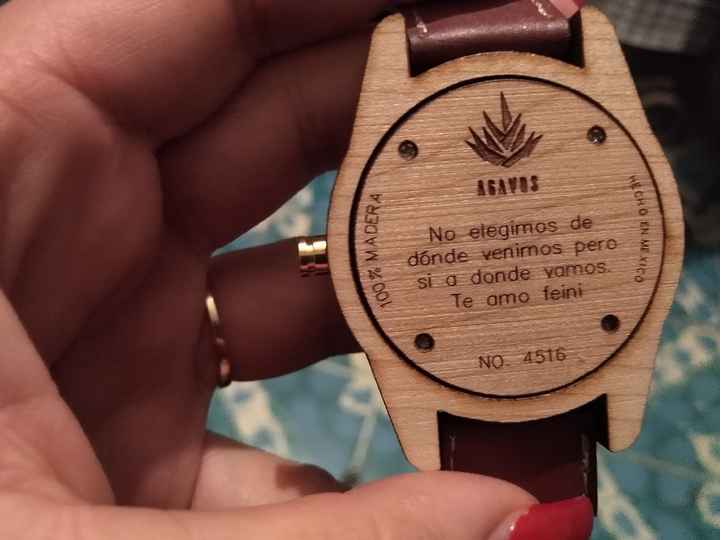 AGAVOS
100% MADERA
HECHO EN MEXICO
No elegimos de
dónde venimos pero
si a donde vamos.
Te amo feini
NO. 4516